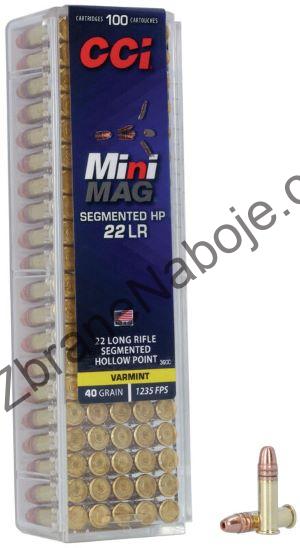 CARTRIDGES 100 CARTOUCHES
CCI
Mini
MAG
SEGMENTED HP
22 LR
22 LONG RIFLE
SEGMENTED
HOLLOW POINT
VARMINT
40 GRAIN
1235 FPS
ZbraneNaboje.c